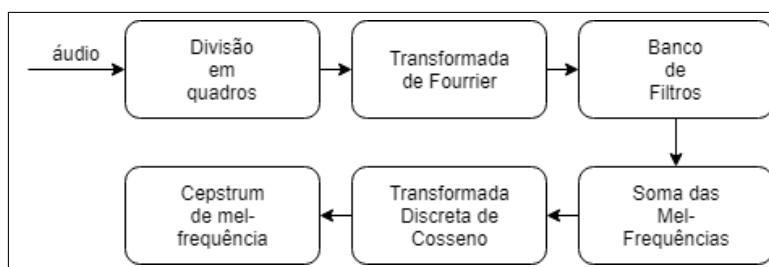 áudio
Divisão
em
quadros
Transformada
de Fourrier
Banco
de
Filtros
Cepstrum
de mel-
frequência
Transformada
Discreta de
Cosseno
Soma das
Mel-
Frequências